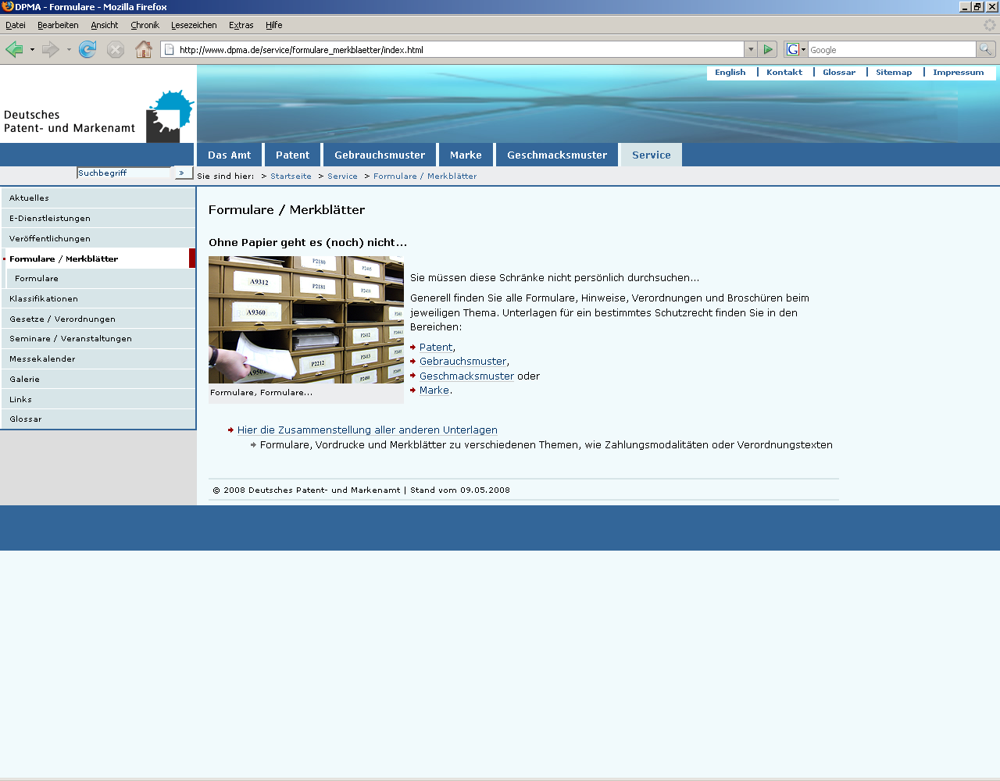 DPMA - Formulare - Mozilla Firefox
Datei Bearbeiten Ansicht Chronik Lesezeichen Extras Hilfe
http://www.dpma.de/service/formulare_merkblaetter/index.html
Google
English Kontakt Glossar Sitemap Impressum
Deutsches
Patent- und Markenamt
Das Amt Patent Gebrauchsmuster Marke Geschmacksmuster Service
Suchbegriff » Sie sind hier: > Startseite > Service > Formulare / Merkblätter
Aktuelles
E-Dienstleistungen
Veröffentlichungen
Formulare / Merkblätter
Formulare
Klassifikationen
Gesetze / Verordnungen
Seminare / Veranstaltungen
Messekalender
Galerie
Links
Glossar
Formulare / Merkblätter
Ohne Papier geht es (noch) nicht...
P2180
A9312
P2181
A9360
P2412
P2413
P2212
Formulare, Formulare...
Sie müssen diese Schränke nicht persönlich durchsuchen...
Generell finden Sie alle Formulare, Hinweise, Verordnungen und Broschüren beim
jeweiligen Thema. Unterlagen für ein bestimmtes Schutzrecht finden Sie in den
Bereichen:
Patent,
Gebrauchsmuster,
Geschmacksmuster oder
Marke.
Hier die Zusammenstellung aller anderen Unterlagen
Formulare, Vordrucke und Merkblätter zu verschiedenen Themen, wie Zahlungsmodalitäten oder Verordnungstexten
© 2008 Deutsches Patent- und Markenamt | Stand vom 09.05.2008